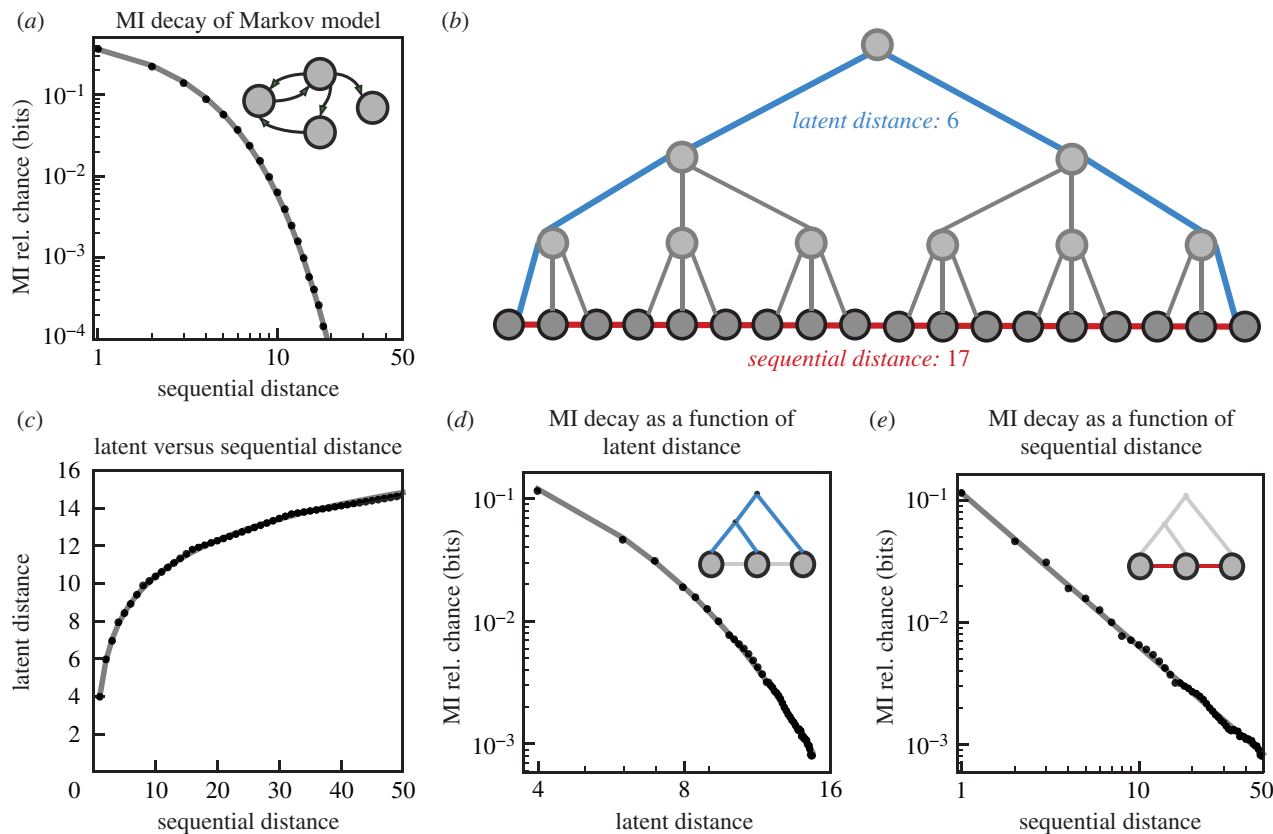 (a) MI decay of Markov model
MI rel. chance (bits)
10⁻¹
10⁻²
10⁻³
10⁻⁴
1 10 50
sequential distance
(b)
latent distance: 6
sequential distance: 17
(c)
latent versus sequential distance
latent distance
16
14
12
10
8
6
4
2
0 10 20 30 40 50
sequential distance
(d) MI decay as a function of
latent distance
MI rel. chance (bits)
10⁻¹
10⁻²
10⁻³
4 8 16
latent distance
(e) MI decay as a function of
sequential distance
MI rel. chance (bits)
10⁻¹
10⁻²
10⁻³
1 10 50
sequential distance